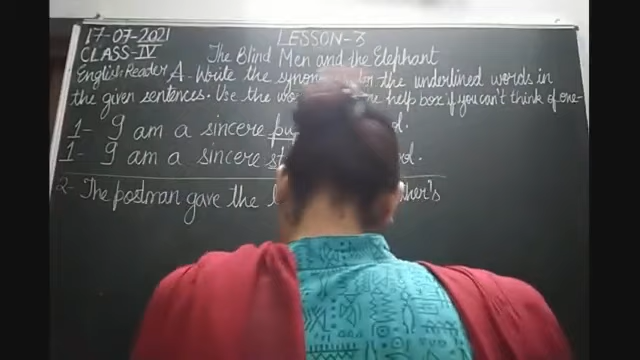 17-07-2021 LESSON-3
CLASS-IV The Blind Men and the Elephant
English Reader A- Write the for the underlined words in
the given sentences. Use the help box if you can't think of one-
1- I am a sincere
1- I am a sincere
2- The postman gave the